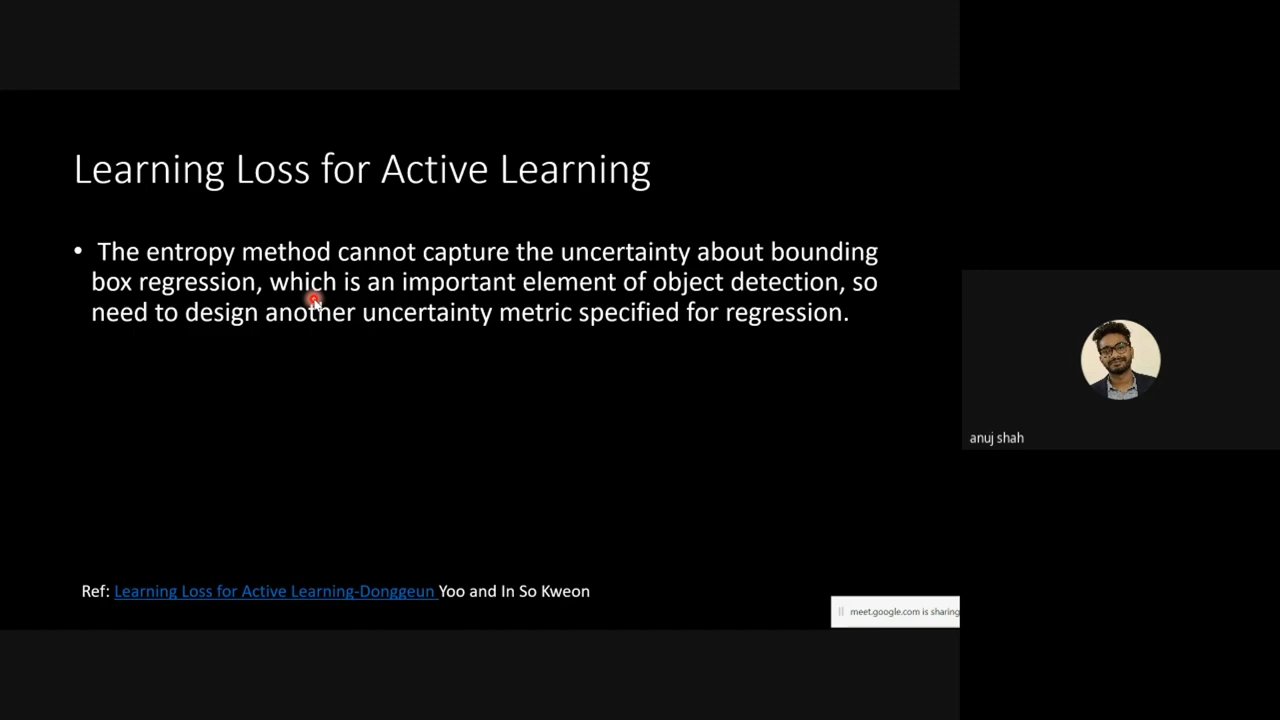 Learning Loss for Active Learning
• The entropy method cannot capture the uncertainty about bounding
box regression, which is an important element of object detection, so
need to design another uncertainty metric specified for regression.
anuj shah
Ref: Learning Loss for Active Learning-Donggeun Yoo and In So Kweon
meet.google.com is sharing